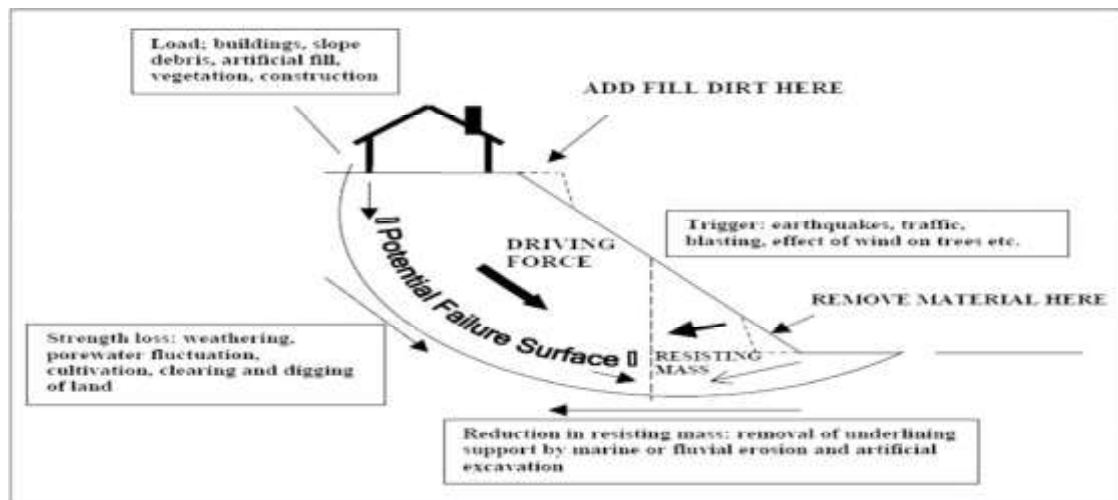 Load; buildings, slope
debris, artificial fill,
vegetation, construction
ADD FILL DIRT HERE
Trigger: earthquakes, traffic,
blasting, effect of wind on trees etc.
DRIVING
FORCE
Potential Failure Surface
REMOVE MATERIAL HERE
Strength loss: weathering,
porewater fluctuation,
cultivation, clearing and digging
of land
RESISTING
MASS
Reduction in resisting mass: removal of underlining
support by marine or fluvial erosion and artificial
excavation